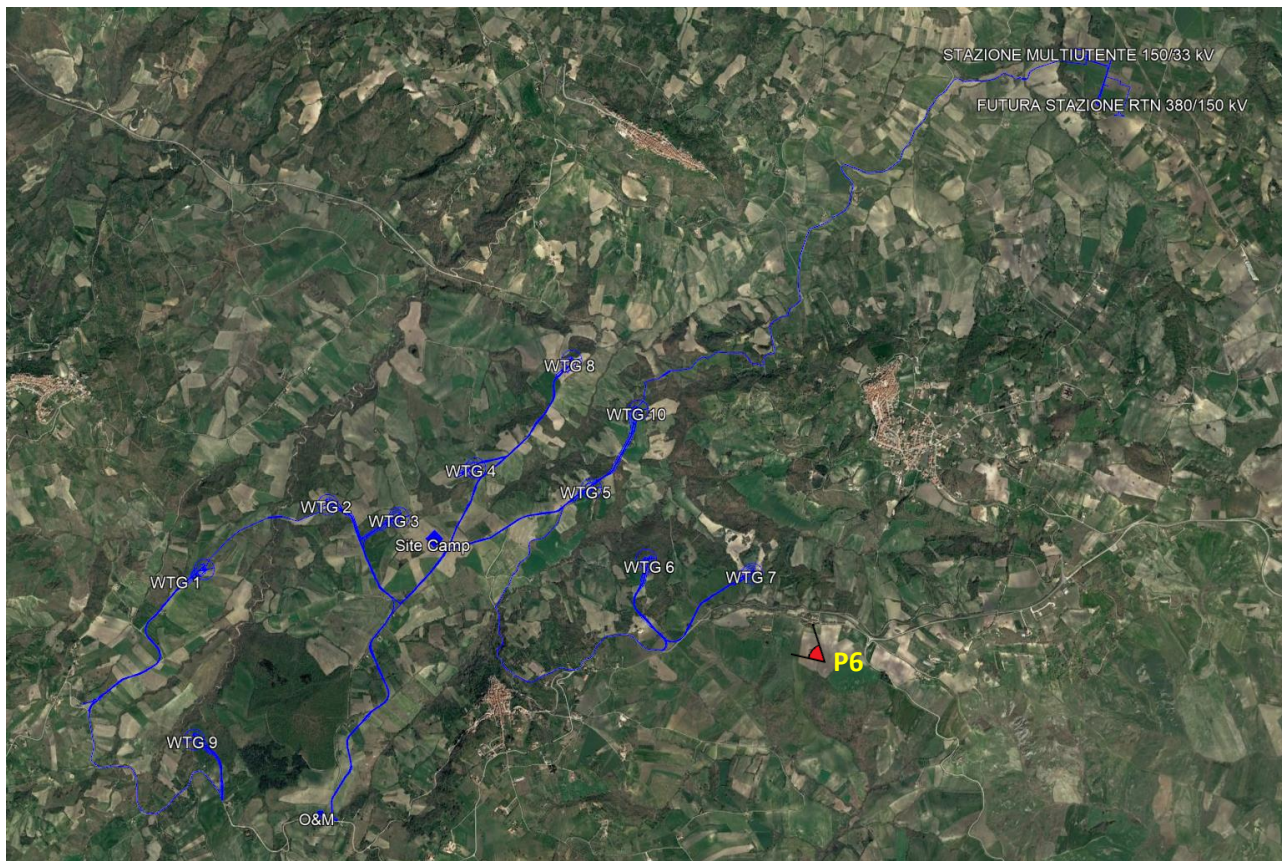 STAZIONE MULTIUTENTE 150/33 kV
FUTURA STAZIONE RTN 380/150 kV
WTG 8
WTG 10
WTG 4
WTG 5
WTG 2
WTG 3
Site Camp
WTG 1
WTG 6
WTG 7
P6
WTG 9
O&M